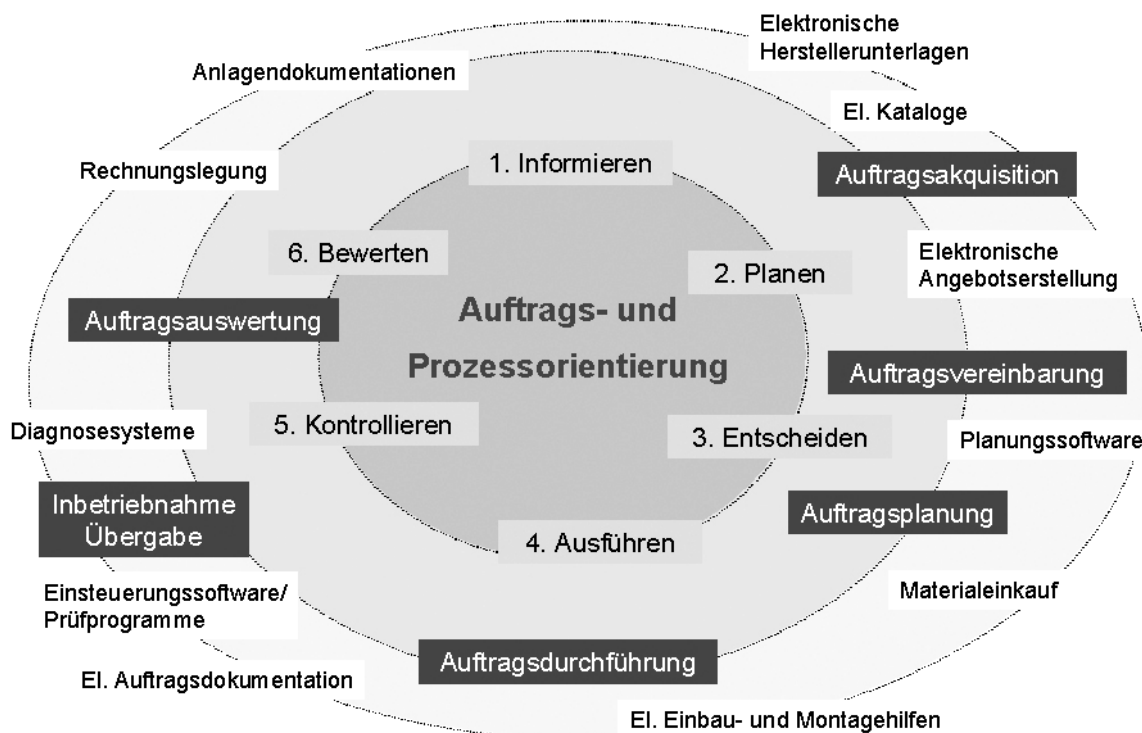 Elektronische
Herstellerunterlagen
Anlagendokumentationen
El. Kataloge
1. Informieren
Rechnungslegung
Auftragsakquisition
6. Bewerten
2. Planen
Elektronische
Angebotserstellung
Auftrags- und
Prozessorientierung
Auftragsauswertung
Auftragsvereinbarung
5. Kontrollieren
3. Entscheiden
Diagnosesysteme
Planungssoftware
Inbetriebnahme
Übergabe
Auftragsplanung
4. Ausführen
Einsteuerungssoftware/
Prüfprogramme
Materialeinkauf
Auftragsdurchführung
El. Auftragsdokumentation
El. Einbau- und Montagehilfen